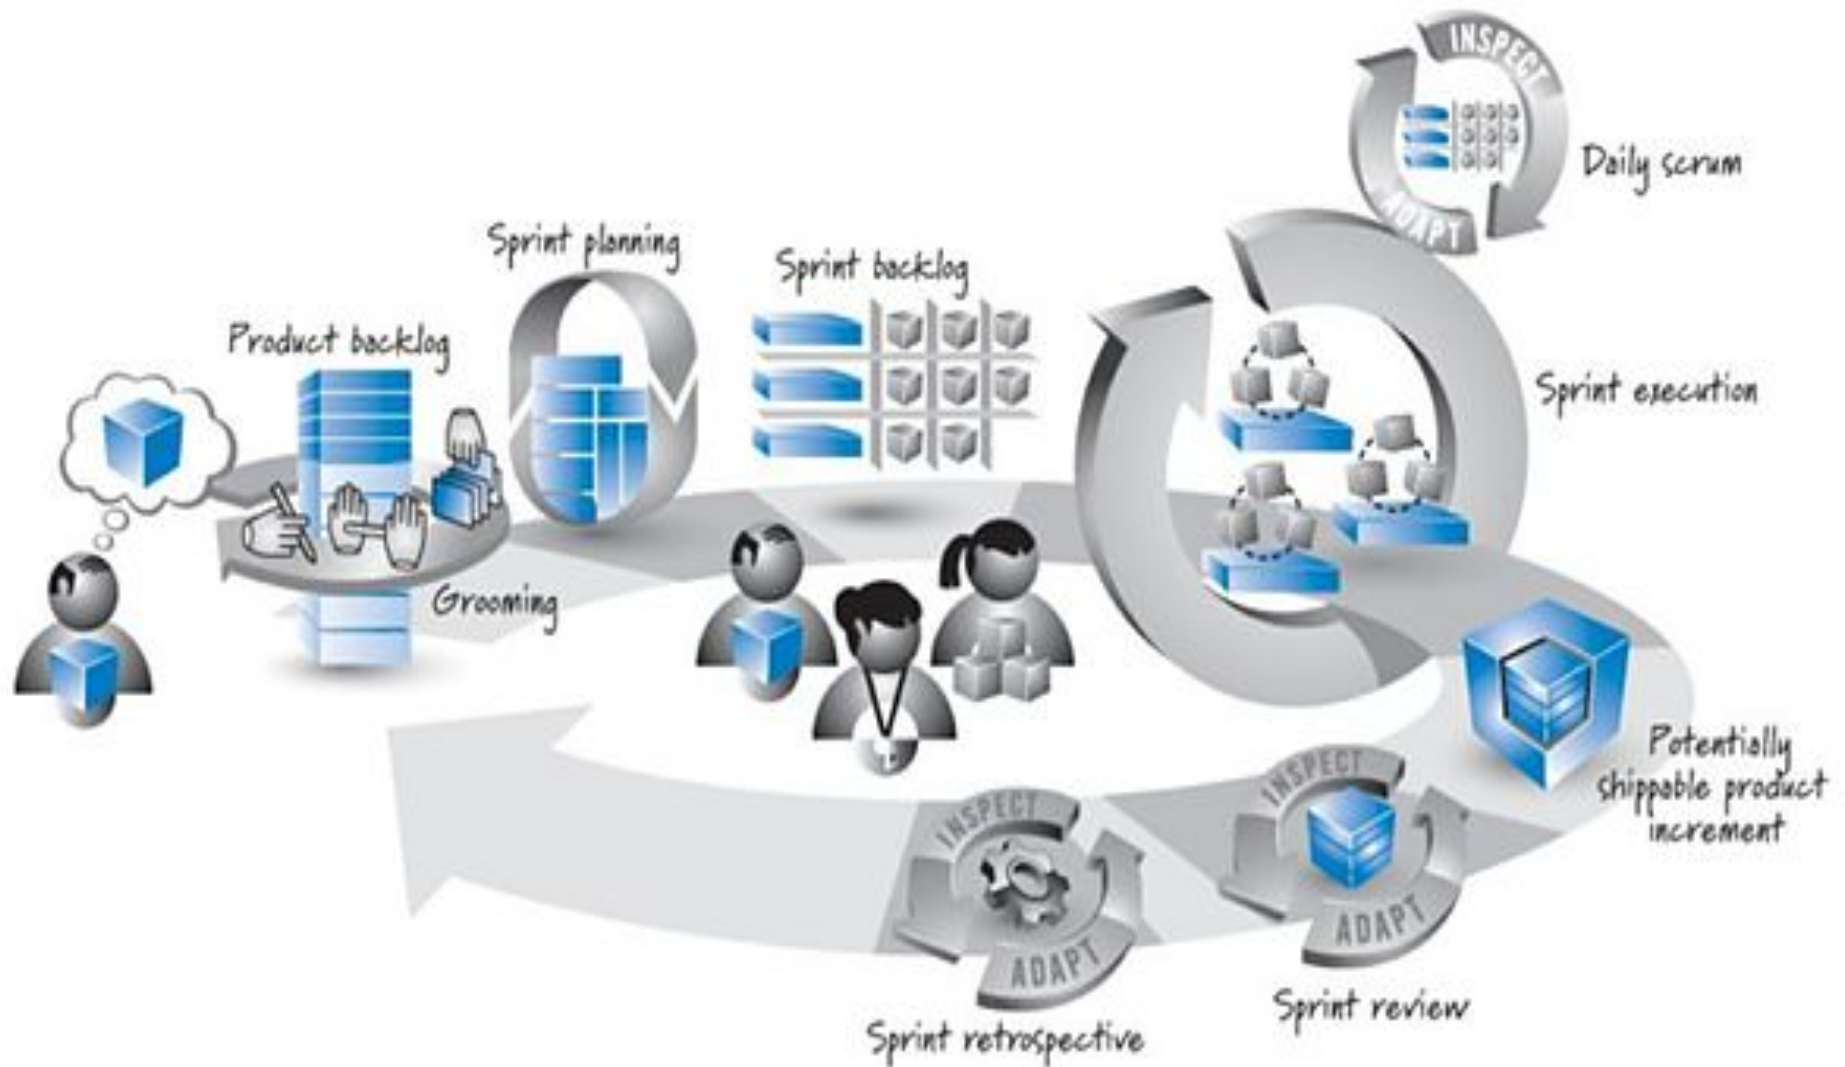 INSPECT
ADAPT
Daily scrum
Sprint planning
Sprint backlog
Product backlog
Sprint execution
Grooming
Potentially
shippable product
increment
INSPECT
ADAPT
Sprint review
INSPECT
ADAPT
Sprint retrospective